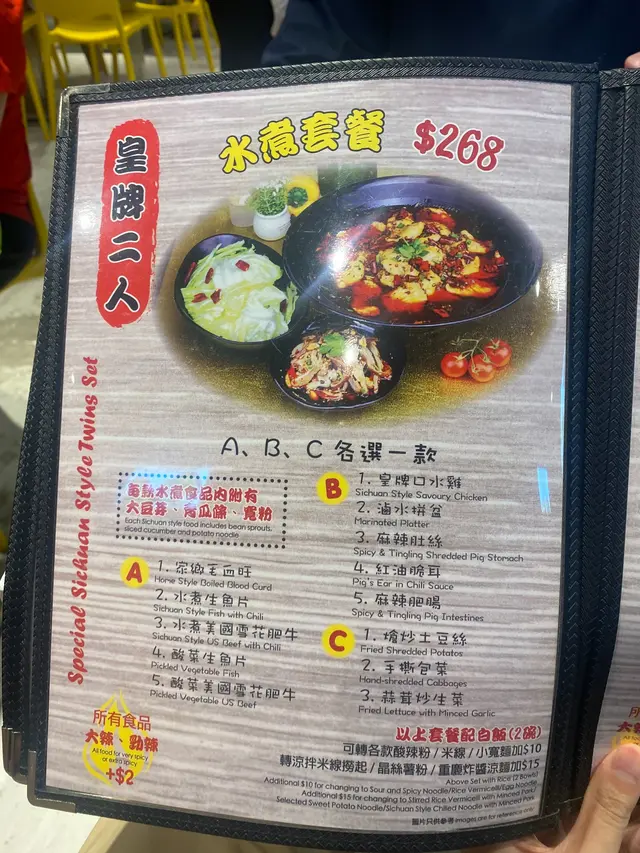 皇牌二人
水煮套餐 $268
Special Sichuan Style Twins Set
A、B、C 各選一款
每款水煮食品內附有
大豆芽、青瓜條、寬粉
Each Sichuan style food includes bean sprouts,
sliced cucumber and potato noodle.
A
1. 家鄉毛血旺
Home Style Boiled Blood Curd
2. 水煮生魚片
Sichuan Style Fish with Chili
3. 水煮美國雪花肥牛
Sichuan Style US Beef with Chili
4. 酸菜生魚片
Pickled Vegetable Fish
5. 酸菜美國雪花肥牛
Pickled Vegetable US Beef
B
1. 皇牌口水雞
Sichuan Style Savoury Chicken
2. 滷水拼盆
Marinated Platter
3. 麻辣肚絲
Spicy & Tingling Shredded Pig Stomach
4. 紅油脆耳
Pig's Ear in Chili Sauce
5. 麻辣肥腸
Spicy & Tingling Pig Intestines
C
1. 熗炒土豆絲
Fried Shredded Potatos
2. 手撕包菜
Hand-shredded Cabbages
3. 蒜茸炒生菜
Fried Lettuce with Minced Garlic
所有食品
大辣、勁辣
All food for very spicy
or extra spicy
+$2
以上套餐配白飯(2碗)
可轉各款酸辣粉 / 米線 / 小寬麵加$10
轉涼拌米線撈起 / 晶絲薯粉 / 重慶炸醬涼麵加$15
Above Set with Rice (2 Bowls)
Additional $10 for changing to Sour and Spicy Noodle/Rice Vermicelli/Egg Noodle
Additional $15 for changing to Stirred Rice Vermicelli with Minced Pork/
Selected Sweet Potato Noodle/Sichuan Style Chilled Noodle with Minced Pork
圖片只供參考 Images are for reference only